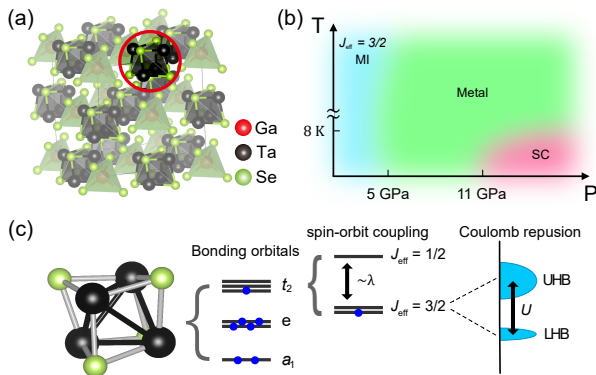 (a)
Ga
Ta
Se
(b)
T
J_eff = 3/2
MI
Metal
8 K
SC
5 GPa
11 GPa
P
(c)
Bonding orbitals
t₂
e
a₁
spin-orbit coupling
J_eff = 1/2
~λ
J_eff = 3/2
Coulomb repusion
UHB
U
LHB